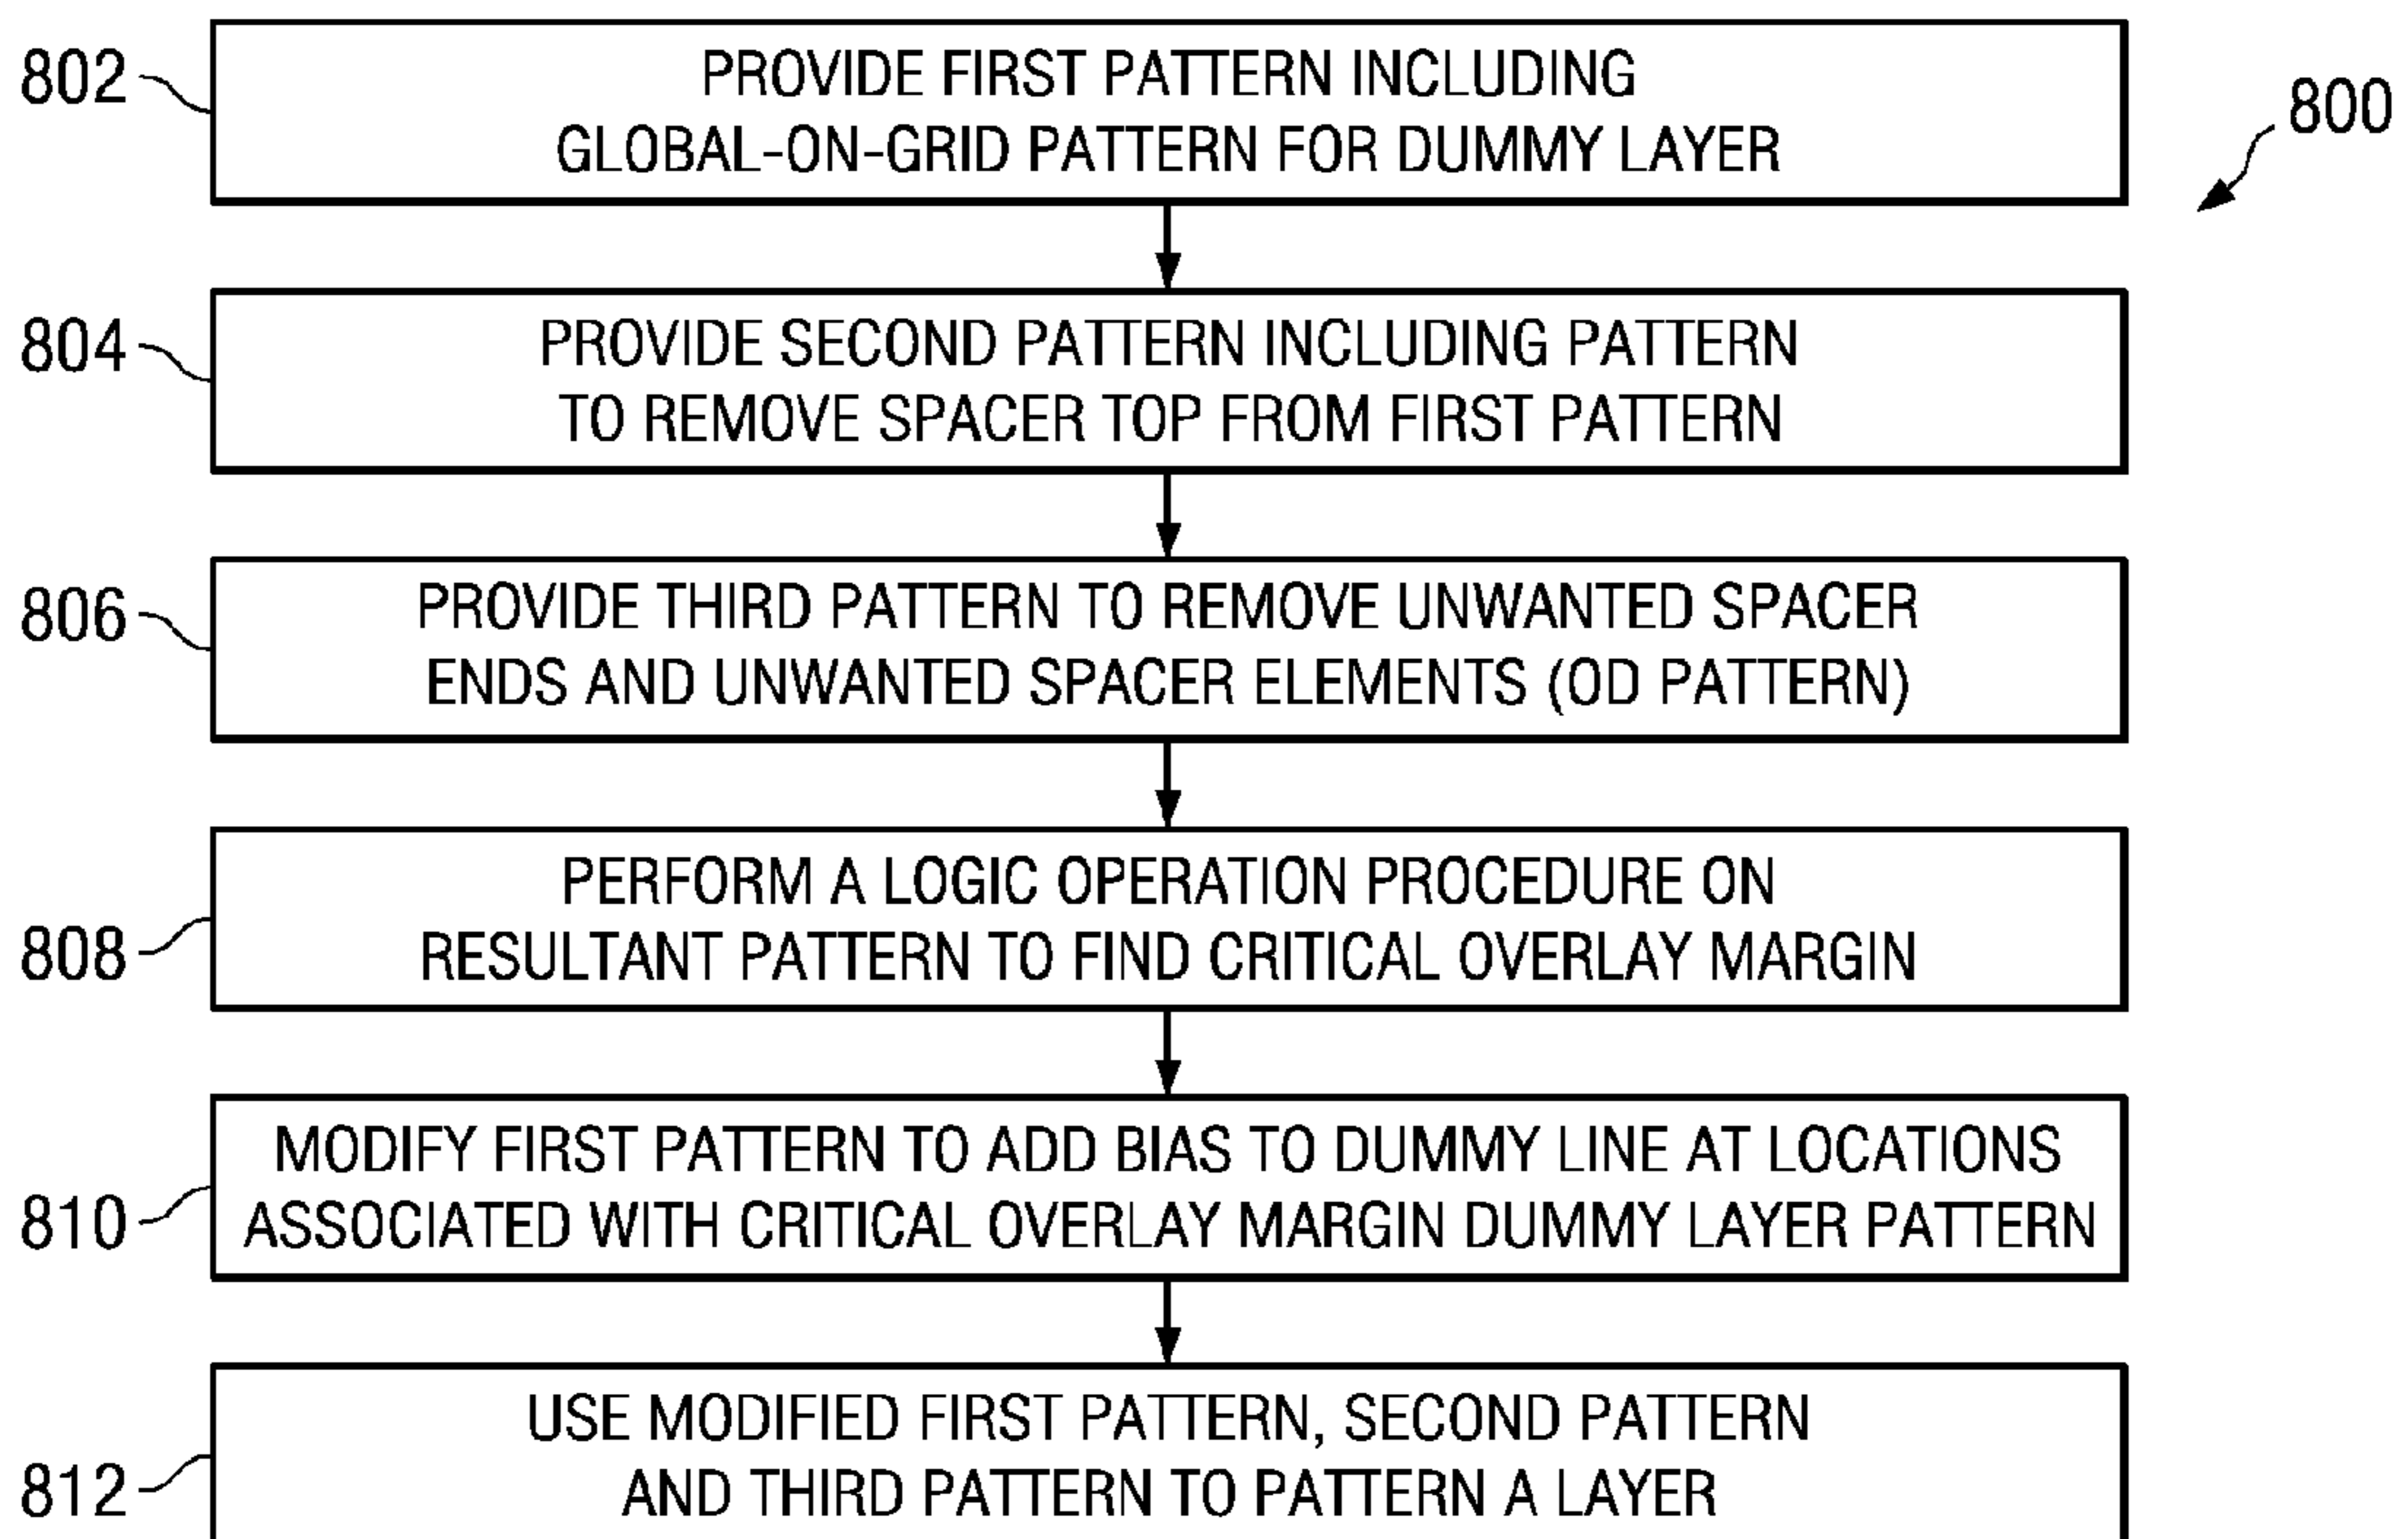 802
PROVIDE FIRST PATTERN INCLUDING
GLOBAL-ON-GRID PATTERN FOR DUMMY LAYER
800
804
PROVIDE SECOND PATTERN INCLUDING PATTERN
TO REMOVE SPACER TOP FROM FIRST PATTERN
806
PROVIDE THIRD PATTERN TO REMOVE UNWANTED SPACER
ENDS AND UNWANTED SPACER ELEMENTS (OD PATTERN)
808
PERFORM A LOGIC OPERATION PROCEDURE ON
RESULTANT PATTERN TO FIND CRITICAL OVERLAY MARGIN
810
MODIFY FIRST PATTERN TO ADD BIAS TO DUMMY LINE AT LOCATIONS
ASSOCIATED WITH CRITICAL OVERLAY MARGIN DUMMY LAYER PATTERN
812
USE MODIFIED FIRST PATTERN, SECOND PATTERN
AND THIRD PATTERN TO PATTERN A LAYER